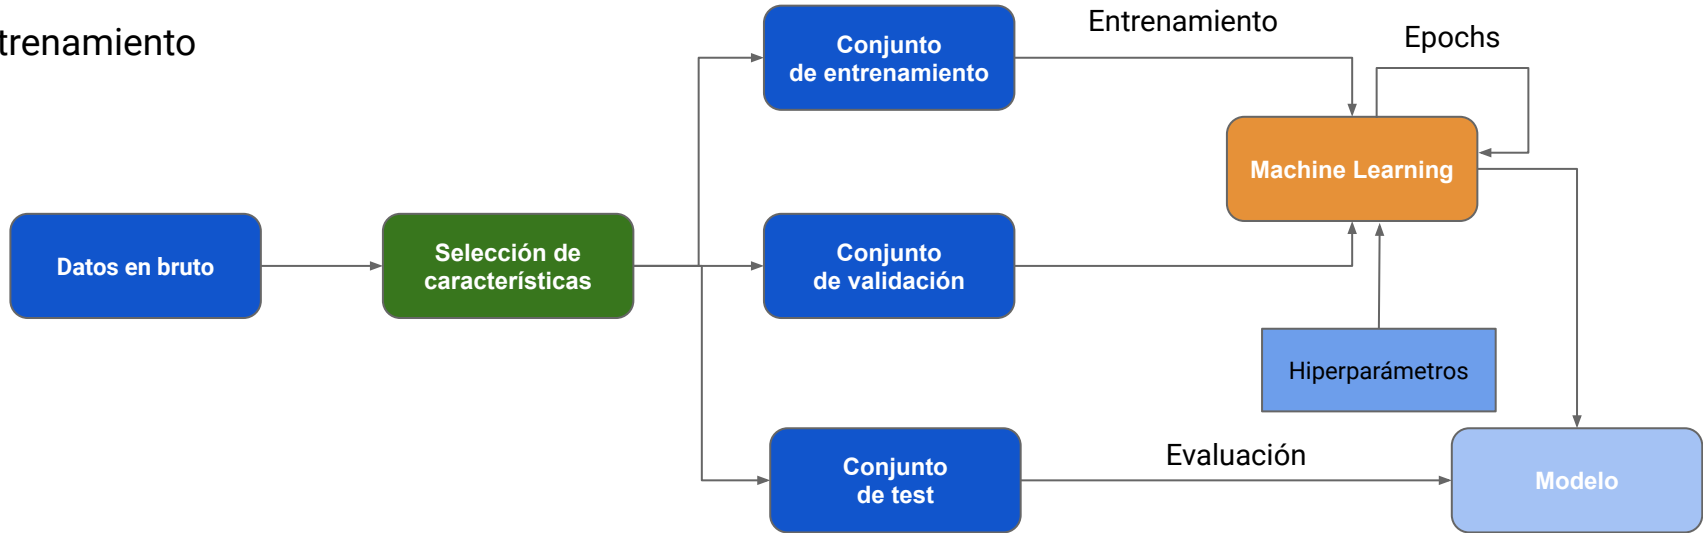 trenamiento
Entrenamiento
Epochs
Conjunto
de entrenamiento
Machine Learning
Datos en bruto
Selección de
características
Conjunto
de validación
Hiperparámetros
Conjunto
de test
Evaluación
Modelo